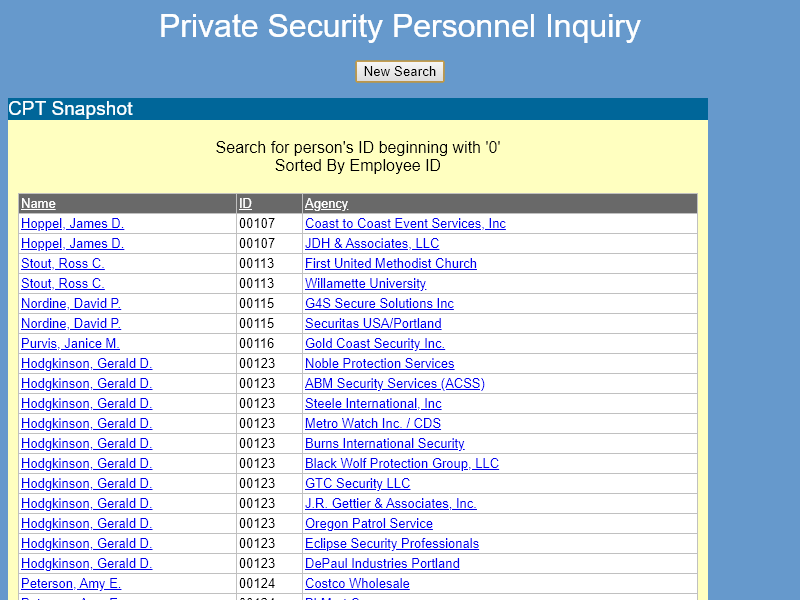 Private Security Personnel Inquiry
New Search
CPT Snapshot
Search for person's ID beginning with '0'
Sorted By Employee ID
Name ID Agency
Hoppel, James D. 00107 Coast to Coast Event Services, Inc
Hoppel, James D. 00107 JDH & Associates, LLC
Stout, Ross C. 00113 First United Methodist Church
Stout, Ross C. 00113 Willamette University
Nordine, David P. 00115 G4S Secure Solutions Inc
Nordine, David P. 00115 Securitas USA/Portland
Purvis, Janice M. 00116 Gold Coast Security Inc.
Hodgkinson, Gerald D. 00123 Noble Protection Services
Hodgkinson, Gerald D. 00123 ABM Security Services (ACSS)
Hodgkinson, Gerald D. 00123 Steele International, Inc
Hodgkinson, Gerald D. 00123 Metro Watch Inc. / CDS
Hodgkinson, Gerald D. 00123 Burns International Security
Hodgkinson, Gerald D. 00123 Black Wolf Protection Group, LLC
Hodgkinson, Gerald D. 00123 GTC Security LLC
Hodgkinson, Gerald D. 00123 J.R. Gettier & Associates, Inc.
Hodgkinson, Gerald D. 00123 Oregon Patrol Service
Hodgkinson, Gerald D. 00123 Eclipse Security Professionals
Hodgkinson, Gerald D. 00123 DePaul Industries Portland
Peterson, Amy E. 00124 Costco Wholesale